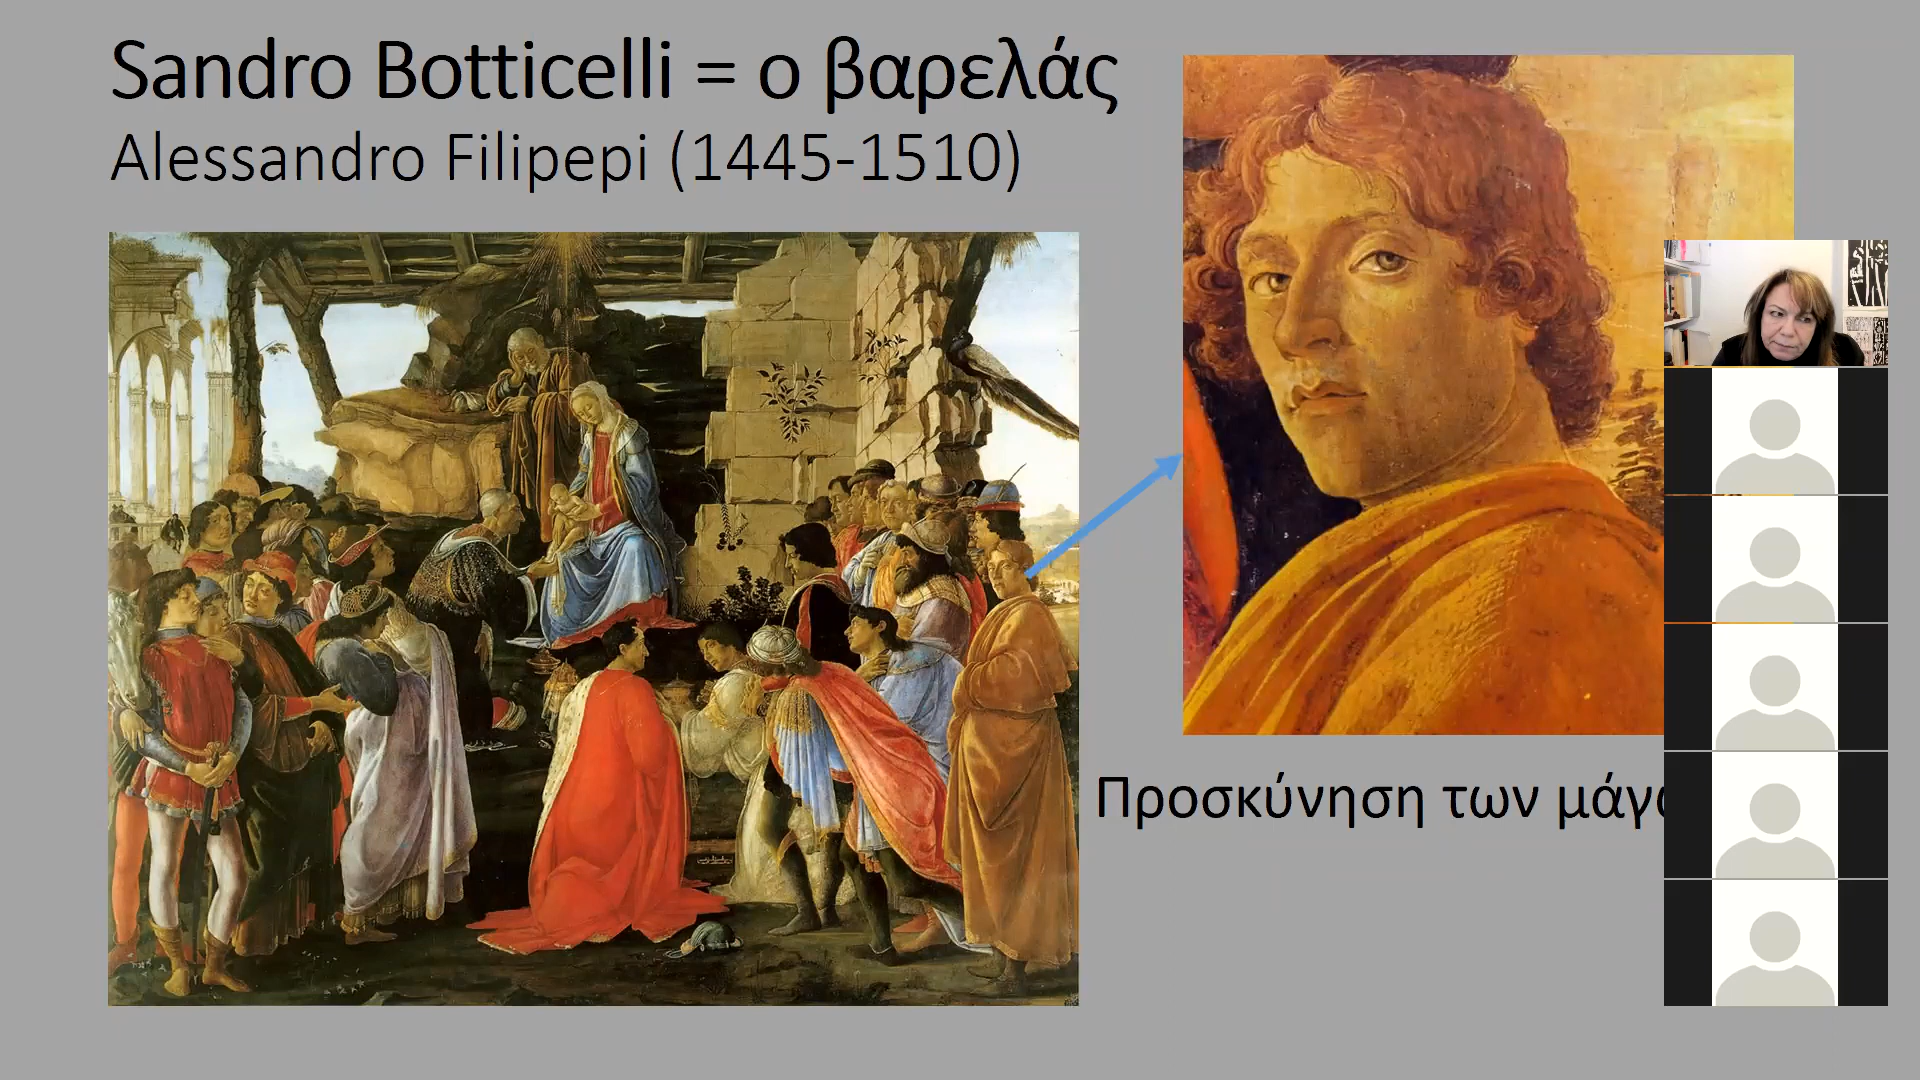 Sandro Botticelli = ο βαρελάς
Alessandro Filipepi (1445-1510)
Προσκύνηση των